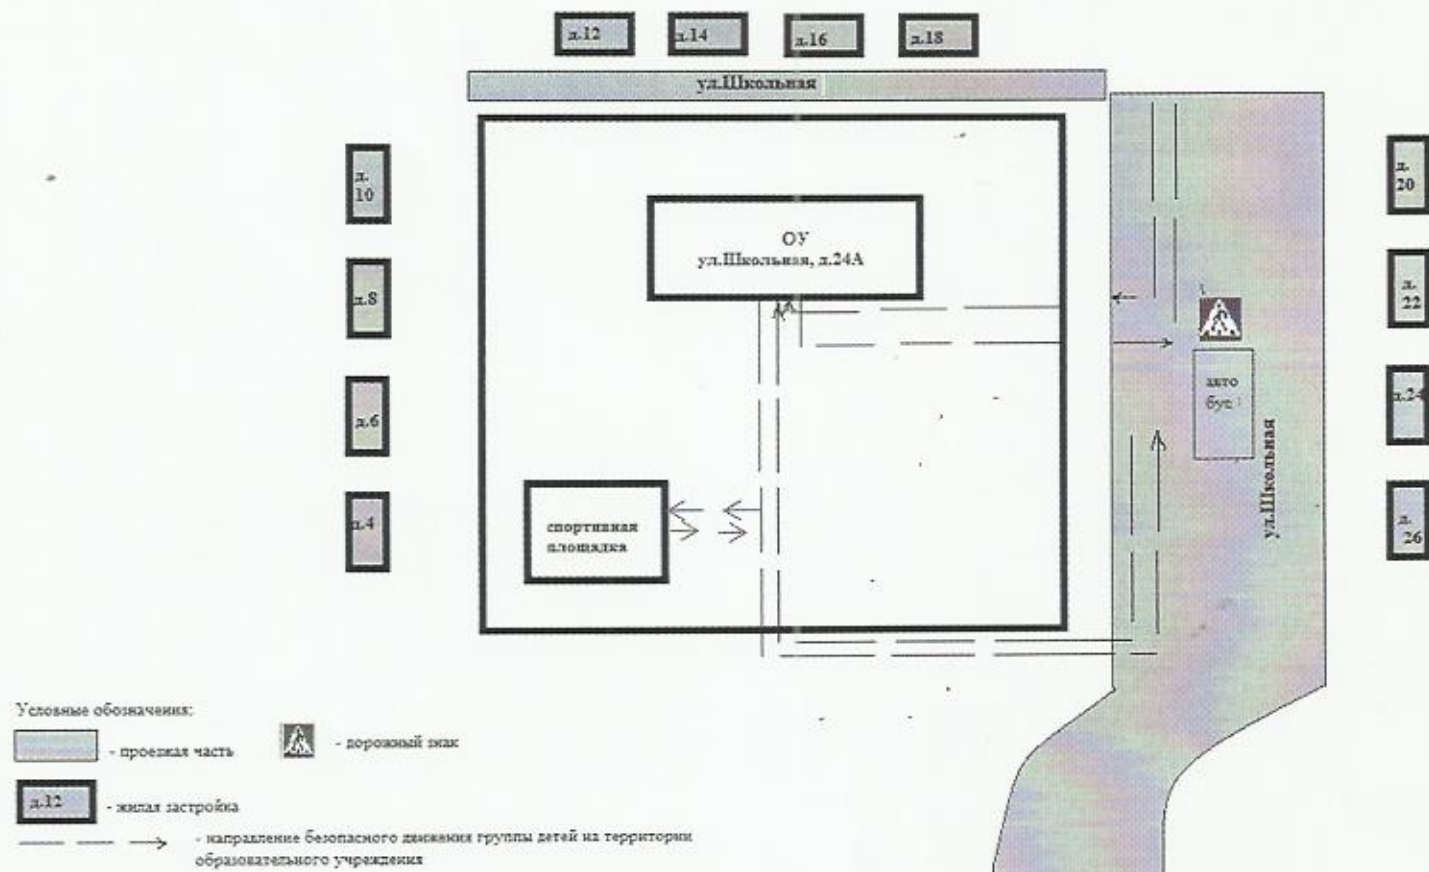 д.12
д.14
д.16
д.18
ул.Школьная
д.
10
д.
20
ОУ
ул.Школьная, д.24А
д.8
д.
22
д.6
авто
бус
д.24
ул.Школьная
д.4
спортивная
площадка
д.
26
Условные обозначения:
- проезжая часть
- дорожный знак
д.12
- жилая застройка
- направление безопасного движения группы детей на территории
образовательного учреждения